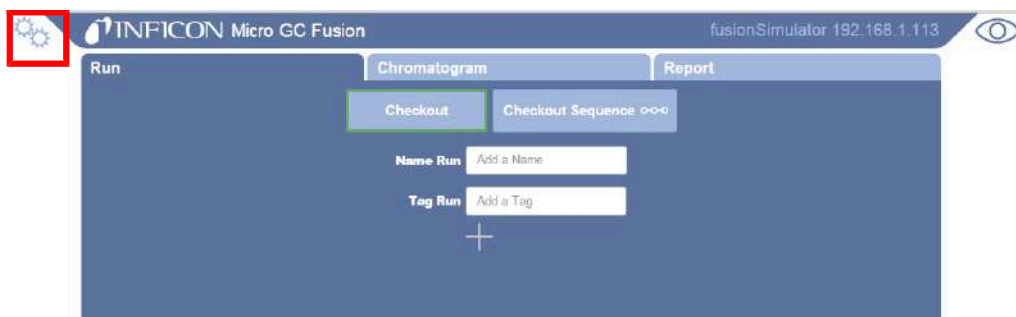 INFICON Micro GC Fusion
fusionSimulator 192.168.1.113
Run
Chromatogram
Report
Checkout
Checkout Sequence
Name Run
Add a Name
Tag Run
Add a Tag